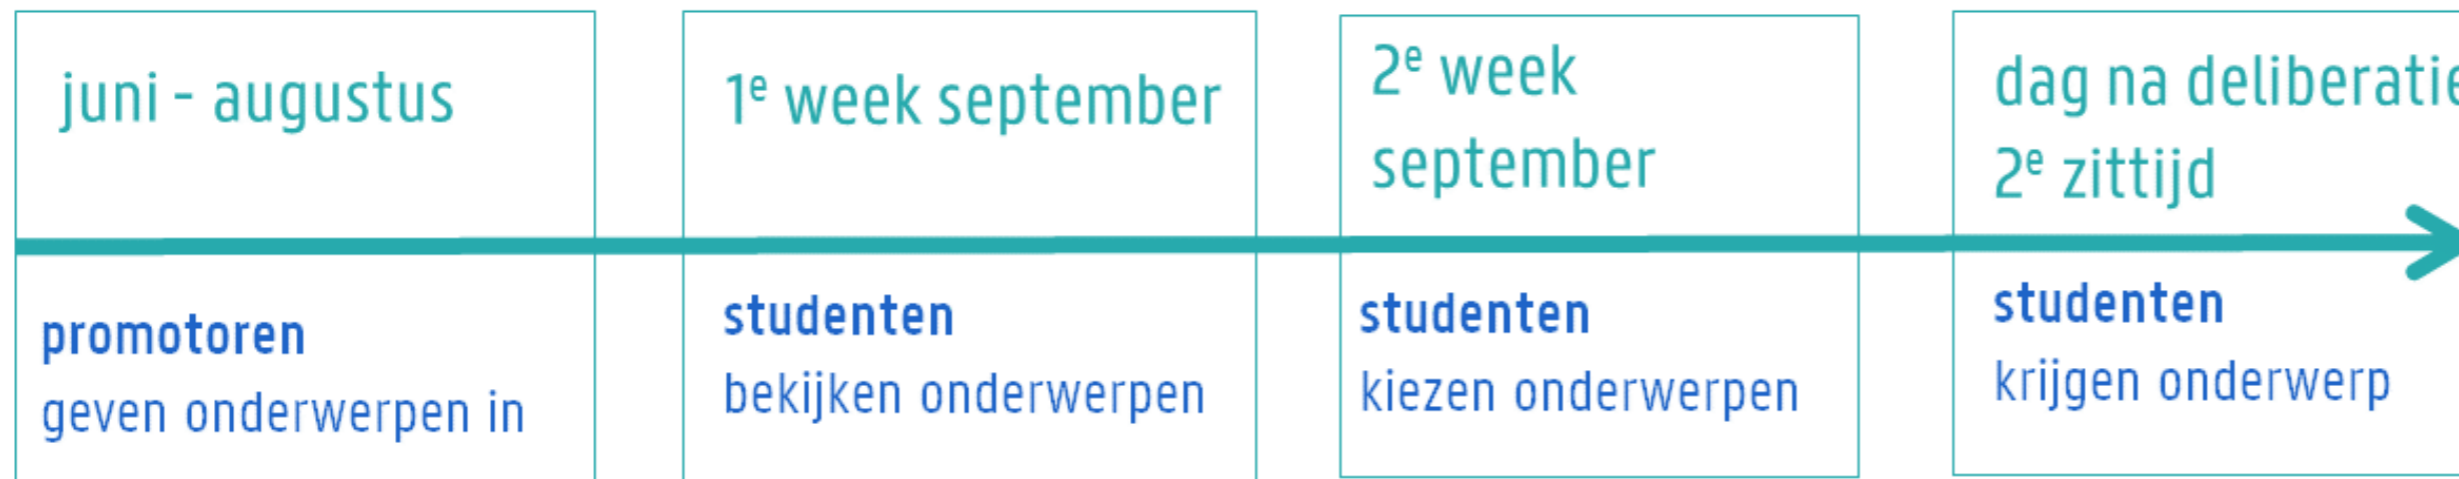 juni - augustus
promotoren
geven onderwerpen in
1e week september
studenten
bekijken onderwerpen
2e week
september
studenten
kiezen onderwerpen
dag na deliberatie
2e zittijd
studenten
krijgen onderwerp